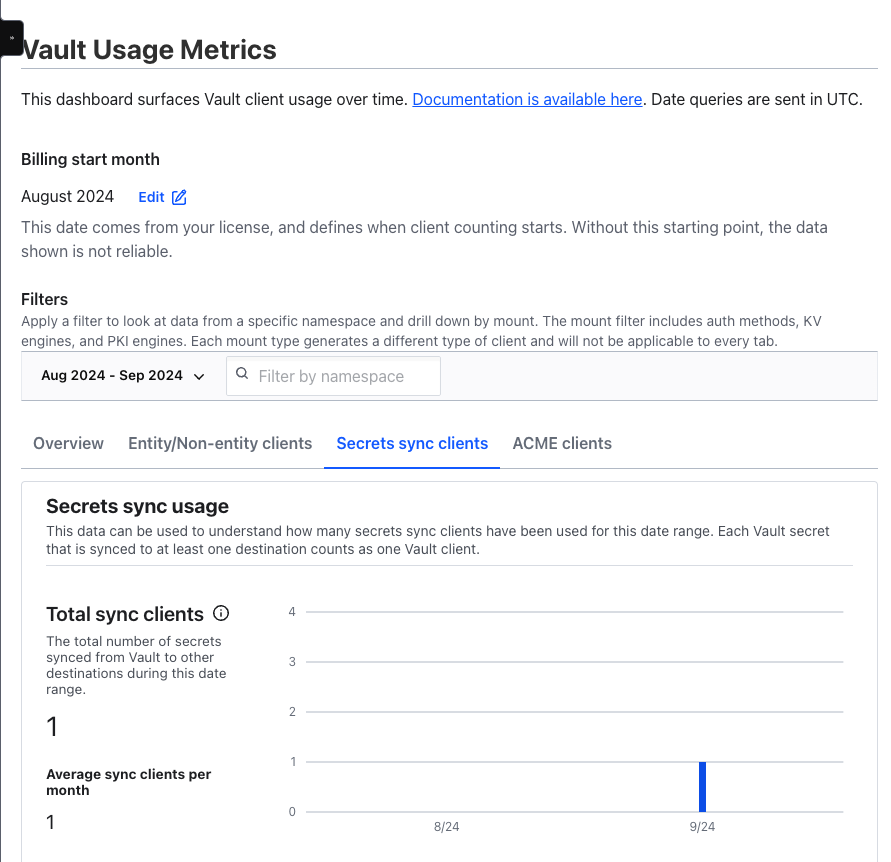 Vault Usage Metrics
This dashboard surfaces Vault client usage over time. Documentation is available here. Date queries are sent in UTC.
Billing start month
August 2024 Edit
This date comes from your license, and defines when client counting starts. Without this starting point, the data
shown is not reliable.
Filters
Apply a filter to look at data from a specific namespace and drill down by mount. The mount filter includes auth methods, KV
engines, and PKI engines. Each mount type generates a different type of client and will not be applicable to every tab.
Aug 2024 - Sep 2024 Filter by namespace
Overview Entity/Non-entity clients Secrets sync clients ACME clients
Secrets sync usage
This data can be used to understand how many secrets sync clients have been used for this date range. Each Vault secret
that is synced to at least one destination counts as one Vault client.
Total sync clients
The total number of secrets
synced from Vault to other
destinations during this date
range.
1
Average sync clients per
month
1
4
3
2
1
0
8/24 9/24